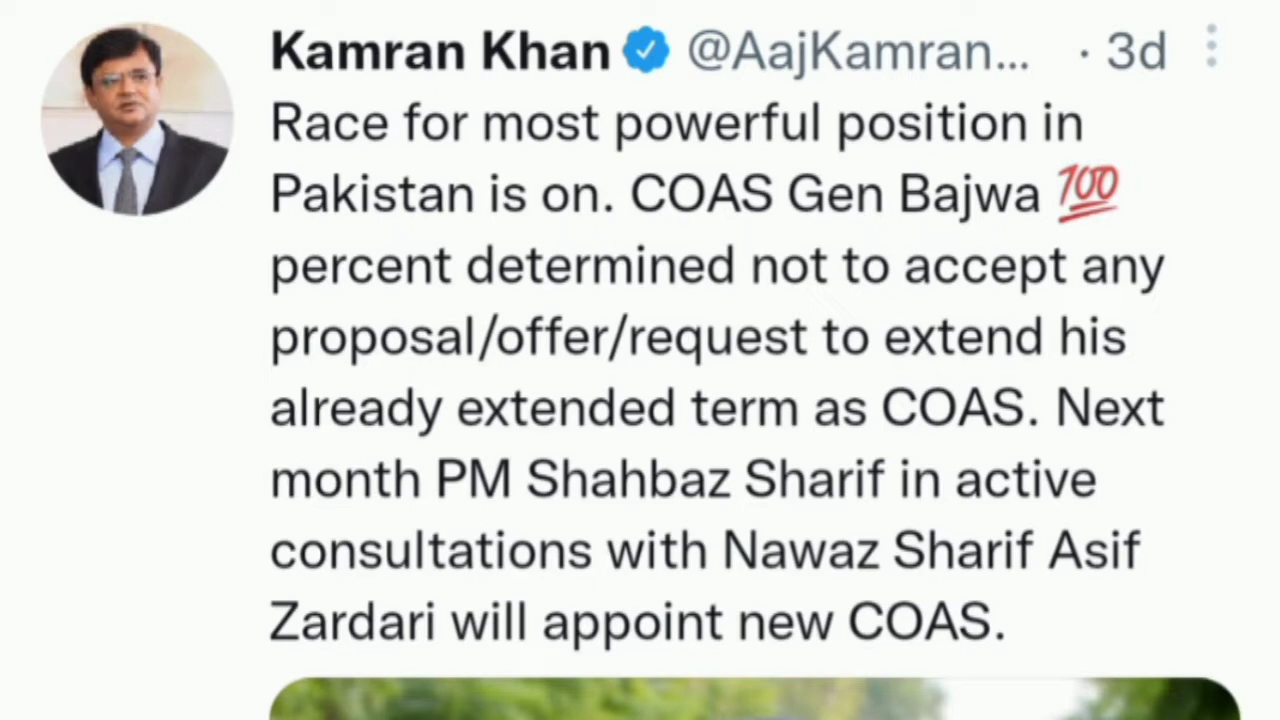 Kamran Khan @AajKamran... · 3d
Race for most powerful position in
Pakistan is on. COAS Gen Bajwa 💯
percent determined not to accept any
proposal/offer/request to extend his
already extended term as COAS. Next
month PM Shahbaz Sharif in active
consultations with Nawaz Sharif Asif
Zardari will appoint new COAS.